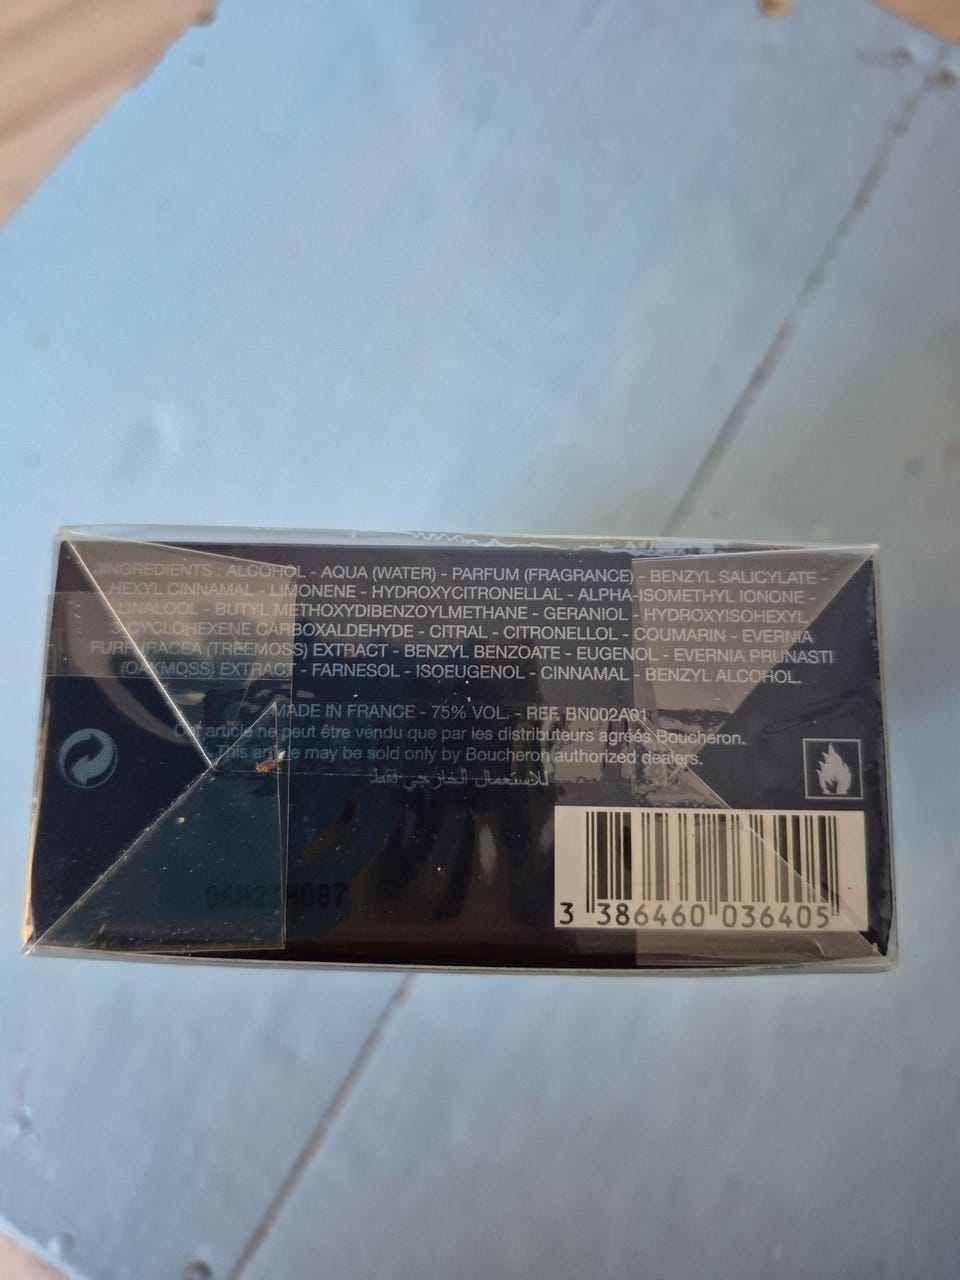 INGREDIENTS : ALCOHOL - AQUA (WATER) - PARFUM (FRAGRANCE) - BENZYL SALICYLATE -
HEXYL CINNAMAL - LIMONENE - HYDROXYCITRONELLAL - ALPHA-ISOMETHYL IONONE -
LINALOOL - BUTYL METHOXYDIBENZOYLMETHANE - GERANIOL - HYDROXYISOHEXYL
3-CYCLOHEXENE CARBOXALDEHYDE - CITRAL - CITRONELLOL - COUMARIN - EVERNIA
FURFURACEA (TREEMOSS) EXTRACT - BENZYL BENZOATE - EUGENOL - EVERNIA PRUNASTI
(OAKMOSS) EXTRACT - FARNESOL - ISOEUGENOL - CINNAMAL - BENZYL ALCOHOL.
MADE IN FRANCE - 75% VOL. - REF. BN002A01
Cet article ne peut être vendu que par les distributeurs agréés Boucheron.
This article may be sold only by Boucheron authorized dealers.
للاستعمال الخارجي فقط
06H23H087
3 386460 036405